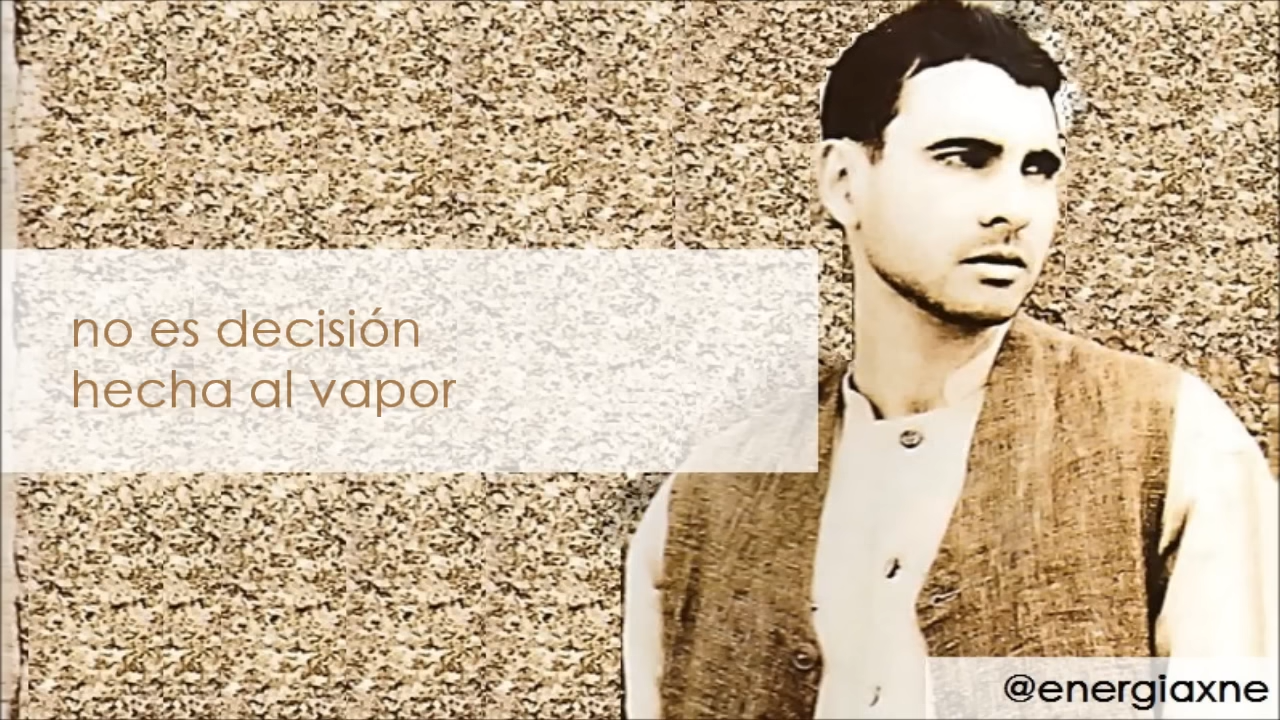 no es decisión
hecha al vapor
@energiaxne